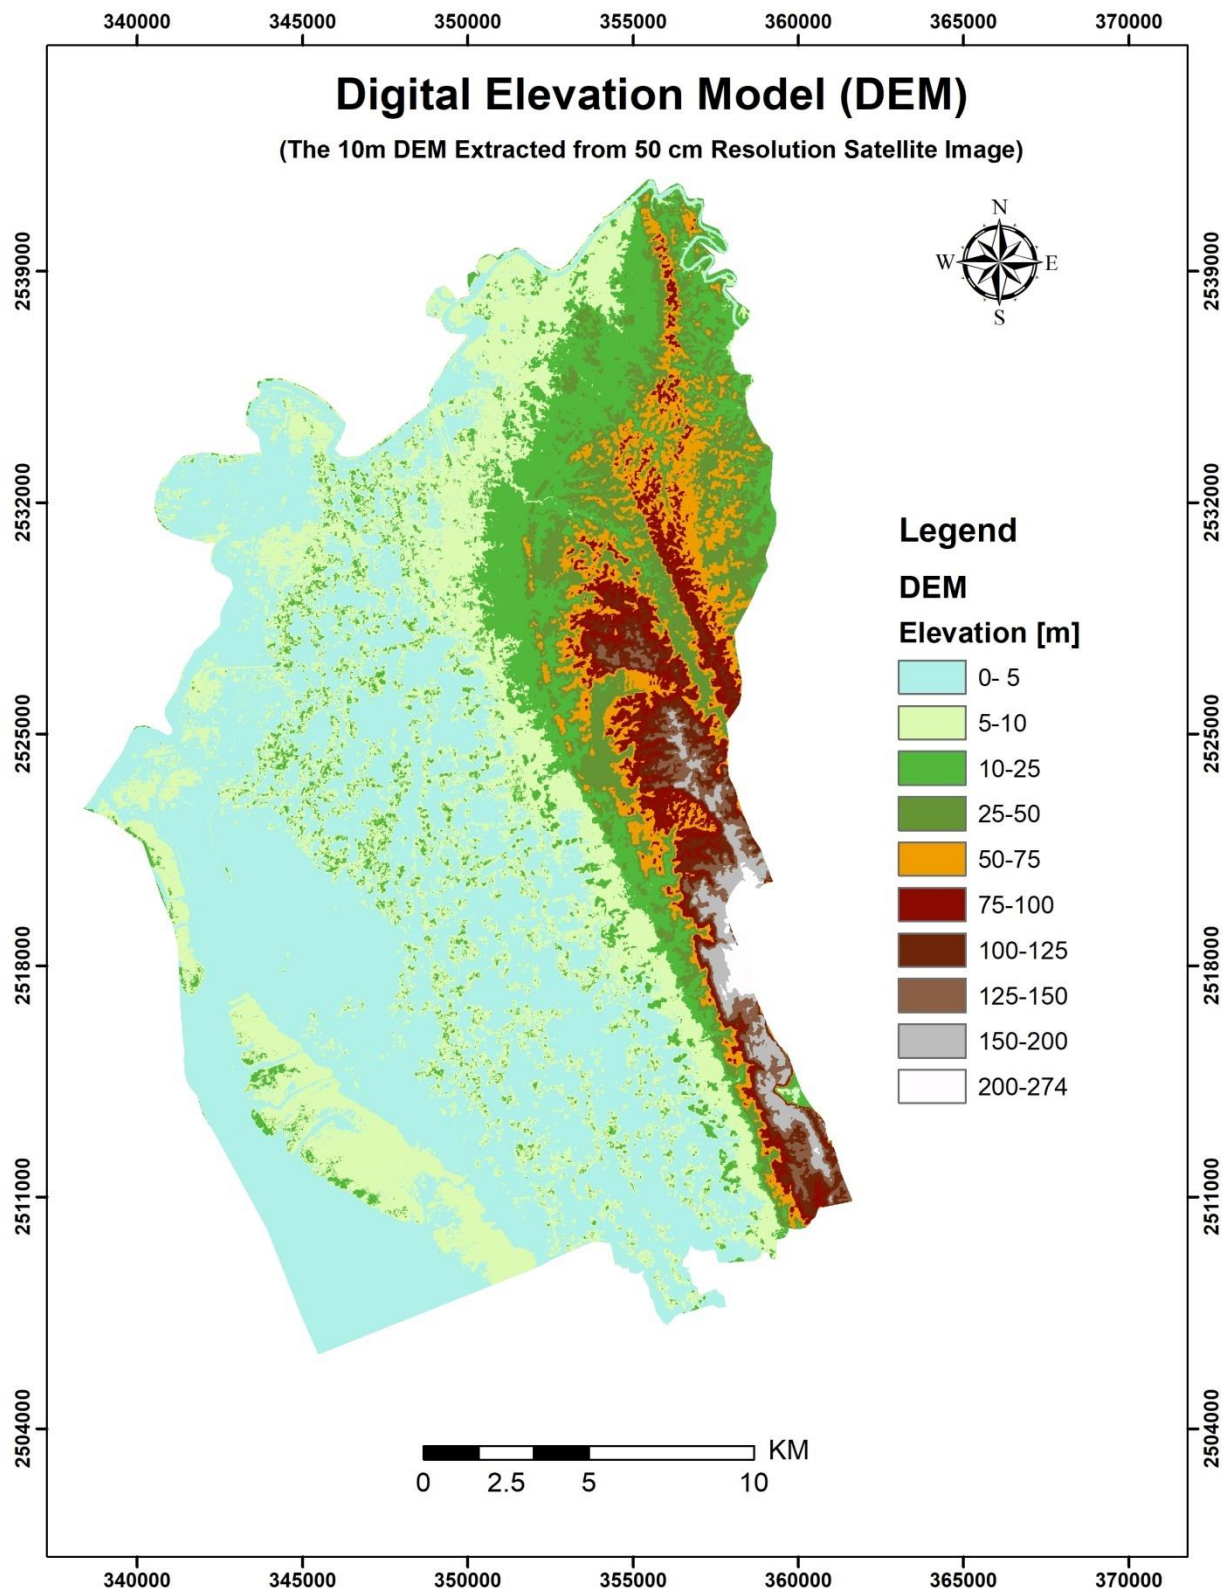 340000 345000 350000 355000 360000 365000 370000
Digital Elevation Model (DEM)
(The 10m DEM Extracted from 50 cm Resolution Satellite Image)
N
W E
S
2539000 2539000
2532000 2532000
Legend
DEM
Elevation [m]
0- 5
5-10
10-25
25-50
50-75
75-100
100-125
125-150
150-200
200-274
2525000 2525000
2518000 2518000
2511000 2511000
2504000 2504000
KM
0 2.5 5 10
340000 345000 350000 355000 360000 365000 370000